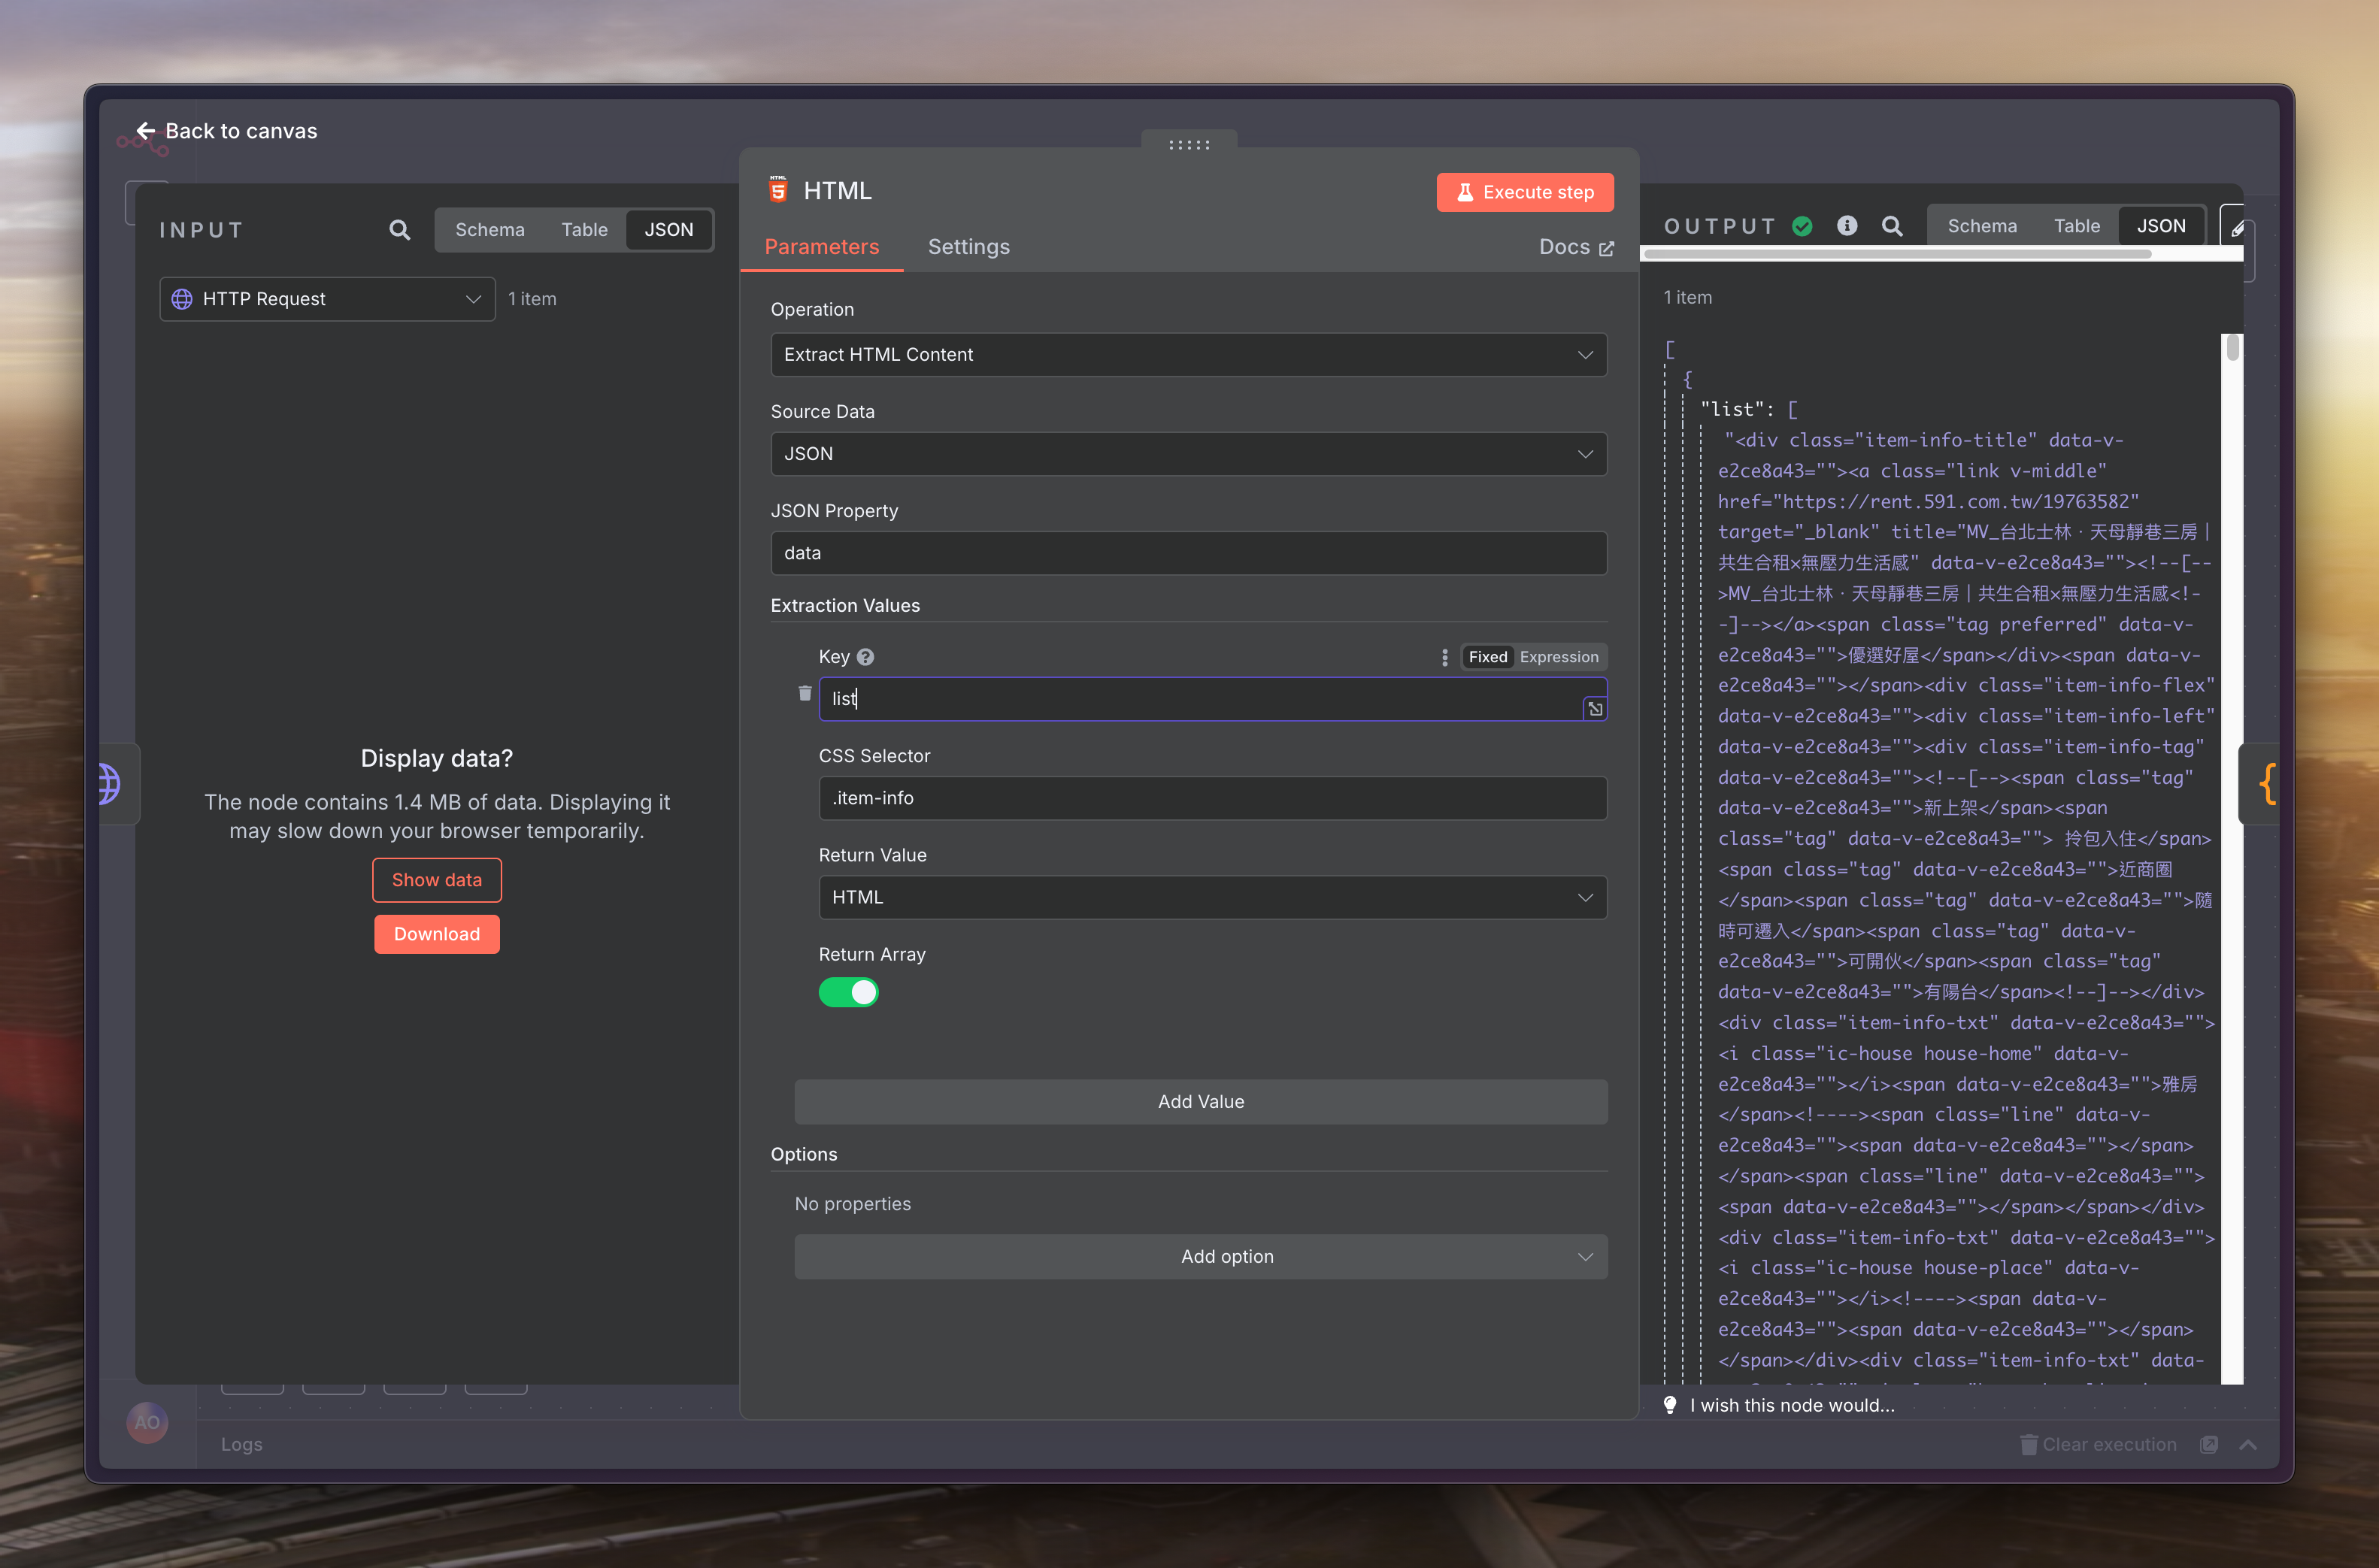 Back to canvas
INPUT
Schema
Table
JSON
HTTP Request
1 item
Display data?
The node contains 1.4 MB of data. Displaying it
may slow down your browser temporarily.
Show data
Download
HTML
Execute step
Parameters
Settings
Docs
Operation
Extract HTML Content
Source Data
JSON
JSON Property
data
Extraction Values
Key
Fixed
Expression
list
CSS Selector
.item-info
Return Value
HTML
Return Array
Add Value
Options
No properties
Add option
OUTPUT
Schema
Table
JSON
1 item
[
{
"list": [
"<div class="item-info-title" data-v-
e2ce8a43=""><a class="link v-middle"
href="https://rent.591.com.tw/19763582"
target="_blank" title="MV_台北士林 · 天母靜巷三房｜
共生合租×無壓力生活感" data-v-e2ce8a43=""><!--[--
>MV_台北士林 · 天母靜巷三房｜共生合租×無壓力生活感<!-
-]--></a><span class="tag preferred" data-v-
e2ce8a43="">優選好屋</span></div><span data-v-
e2ce8a43=""></span><div class="item-info-flex"
data-v-e2ce8a43=""><div class="item-info-left"
data-v-e2ce8a43=""><div class="item-info-tag"
data-v-e2ce8a43=""><!--[--><span class="tag"
data-v-e2ce8a43="">新上架</span><span
class="tag" data-v-e2ce8a43=""> 拎包入住</span>
<span class="tag" data-v-e2ce8a43="">近商圈
</span><span class="tag" data-v-e2ce8a43="">隨
時可遷入</span><span class="tag" data-v-
e2ce8a43="">可開伙</span><span class="tag"
data-v-e2ce8a43="">有陽台</span><!--]--></div>
<div class="item-info-txt" data-v-e2ce8a43="">
<i class="ic-house house-home" data-v-
e2ce8a43=""></i><span data-v-e2ce8a43="">雅房
</span><!----><span class="line" data-v-
e2ce8a43=""><span data-v-e2ce8a43=""></span>
</span><span class="line" data-v-e2ce8a43="">
<span data-v-e2ce8a43=""></span></span></div>
<div class="item-info-txt" data-v-e2ce8a43="">
<i class="ic-house house-place" data-v-
e2ce8a43=""></i><!----><span data-v-
e2ce8a43=""><span data-v-e2ce8a43=""></span>
</span></div><div class="item-info-txt" data-
I wish this node would...
AO
Logs
Clear execution